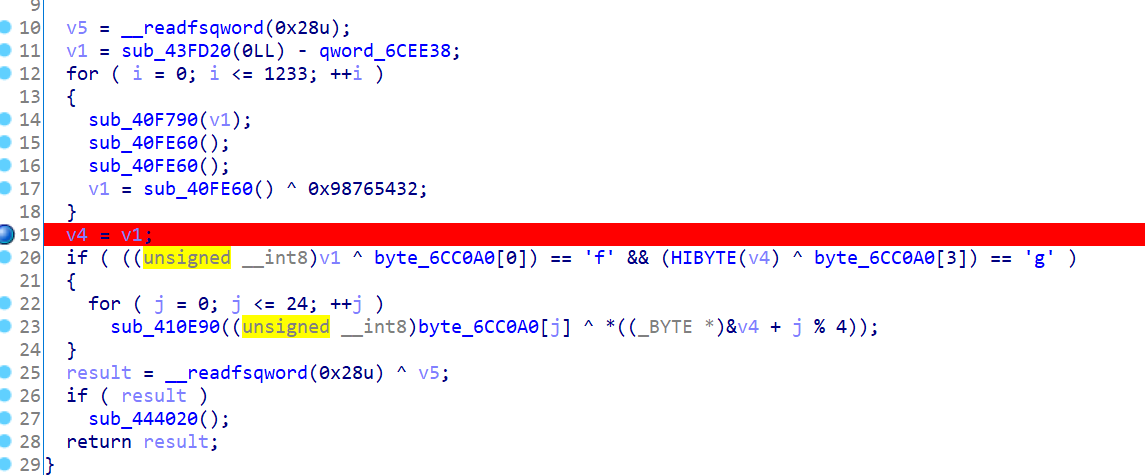 9
10 v5 = __readfsqword(0x28u);
11 v1 = sub_43FD20(0LL) - qword_6CEE38;
12 for ( i = 0; i <= 1233; ++i )
13 {
14 sub_40F790(v1);
15 sub_40FE60();
16 sub_40FE60();
17 v1 = sub_40FE60() ^ 0x98765432;
18 }
19 v4 = v1;
20 if ( ((unsigned __int8)v1 ^ byte_6CC0A0[0]) == 'f' && (HIBYTE(v4) ^ byte_6CC0A0[3]) == 'g' )
21 {
22 for ( j = 0; j <= 24; ++j )
23 sub_410E90((unsigned __int8)byte_6CC0A0[j] ^ *((_BYTE *)&v4 + j % 4));
24 }
25 result = __readfsqword(0x28u) ^ v5;
26 if ( result )
27 sub_444020();
28 return result;
29 }